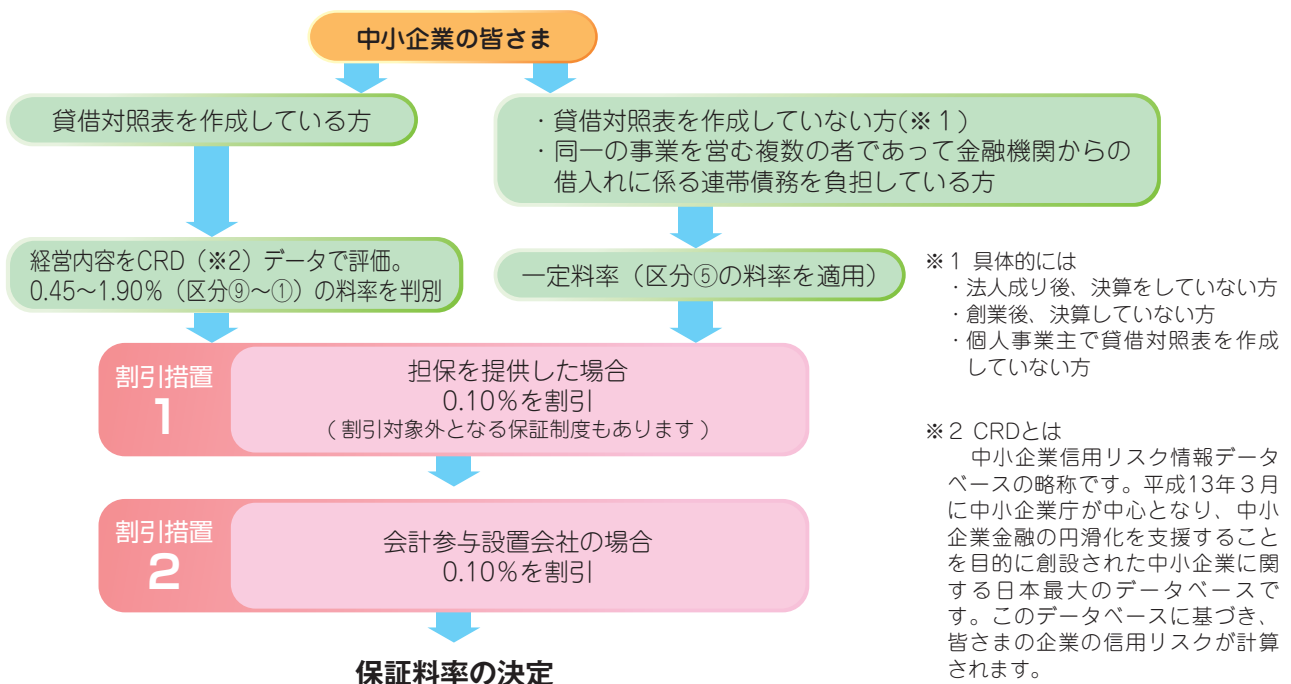 中小企業の皆さま
貸借対照表を作成している方
・貸借対照表を作成していない方(※1)
・同一の事業を営む複数の者であって金融機関からの
借入れに係る連帯債務を負担している方
経営内容をCRD（※2）データで評価。
0.45～1.90%（区分⑨～①）の料率を判別
一定料率（区分⑤の料率を適用）
割引措置
1
担保を提供した場合
0.10%を割引
（割引対象外となる保証制度もあります）
割引措置
2
会計参与設置会社の場合
0.10%を割引
保証料率の決定
※1 具体的には
・法人成り後、決算をしていない方
・創業後、決算していない方
・個人事業主で貸借対照表を作成
していない方
※2 CRDとは
中小企業信用リスク情報データ
ベースの略称です。平成13年3月
に中小企業庁が中心となり、中小
企業金融の円滑化を支援すること
を目的に創設された中小企業に関
する日本最大のデータベースで
す。このデータベースに基づき、
皆さまの企業の信用リスクが計算
されます。